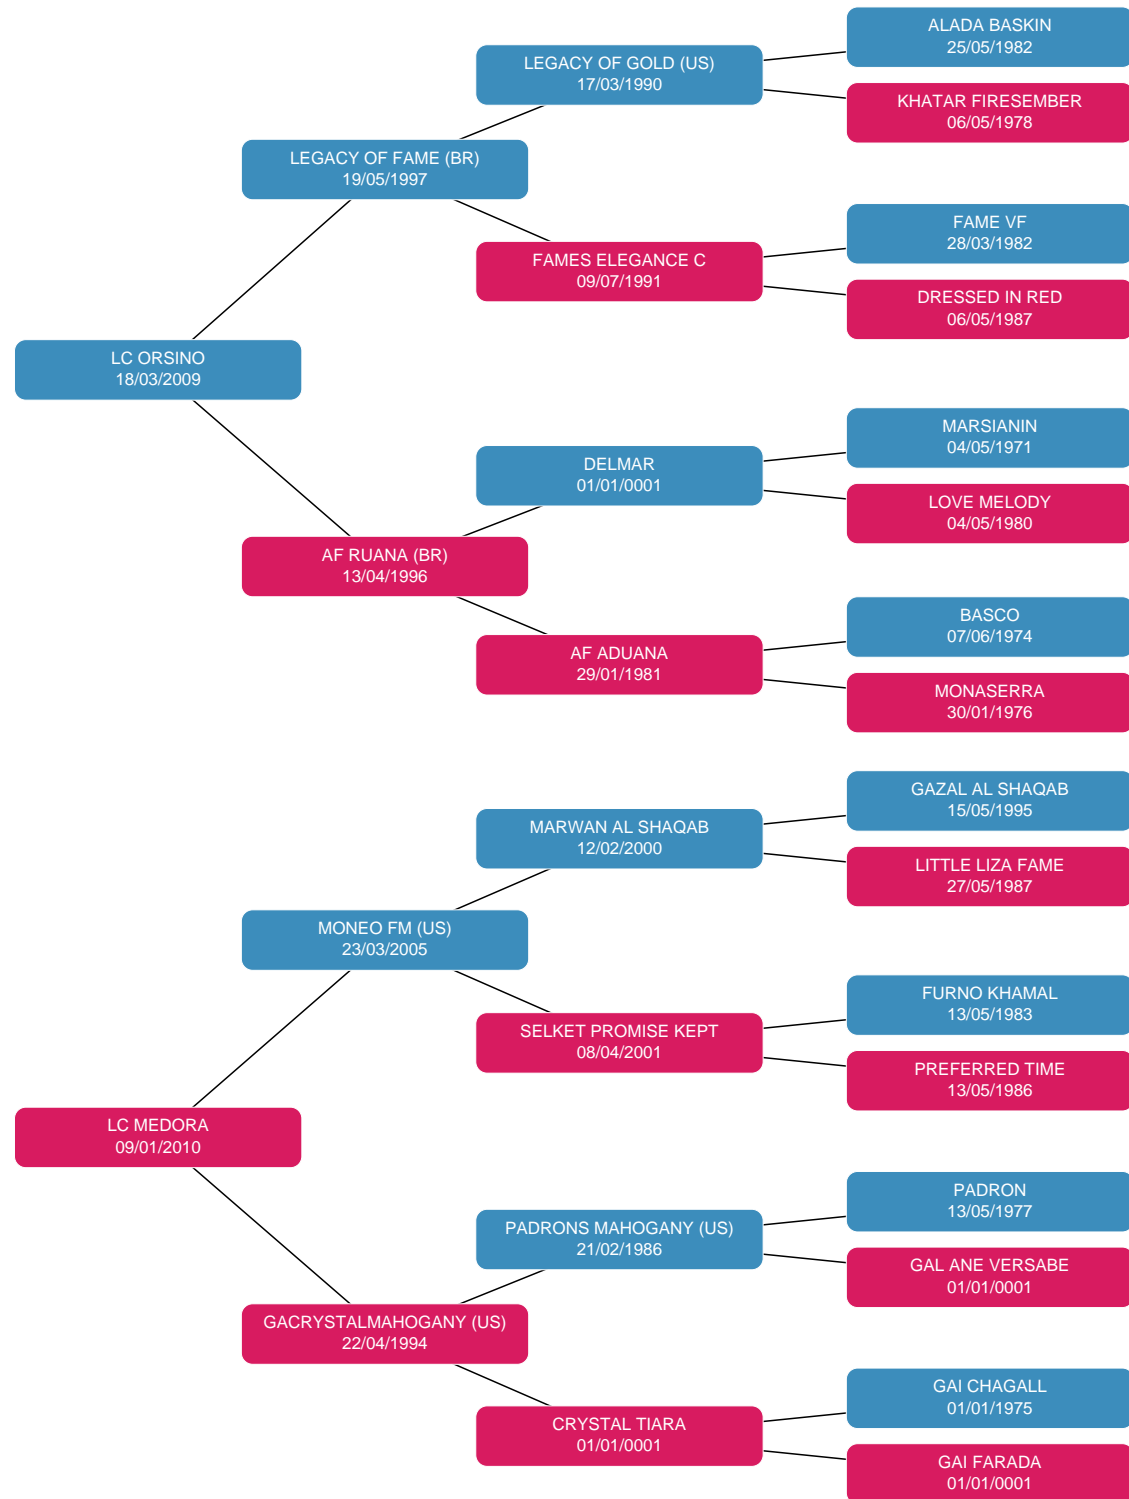 ALADA BASKIN
25/05/1982
LEGACY OF GOLD (US)
17/03/1990
KHATAR FIRESEMBER
06/05/1978
LEGACY OF FAME (BR)
19/05/1997
FAME VF
28/03/1982
FAMES ELEGANCE C
09/07/1991
DRESSED IN RED
06/05/1987
LC ORSINO
18/03/2009
MARSIANIN
04/05/1971
DELMAR
01/01/0001
LOVE MELODY
04/05/1980
AF RUANA (BR)
13/04/1996
BASCO
07/06/1974
AF ADUANA
29/01/1981
MONASERRA
30/01/1976
GAZAL AL SHAQAB
15/05/1995
MARWAN AL SHAQAB
12/02/2000
LITTLE LIZA FAME
27/05/1987
MONEO FM (US)
23/03/2005
FURNO KHAMAL
13/05/1983
SELKET PROMISE KEPT
08/04/2001
PREFERRED TIME
13/05/1986
LC MEDORA
09/01/2010
PADRON
13/05/1977
PADRONS MAHOGANY (US)
21/02/1986
GAL ANE VERSABE
01/01/0001
GACRYSTALMAHOGANY (US)
22/04/1994
GAI CHAGALL
01/01/1975
CRYSTAL TIARA
01/01/0001
GAI FARADA
01/01/0001